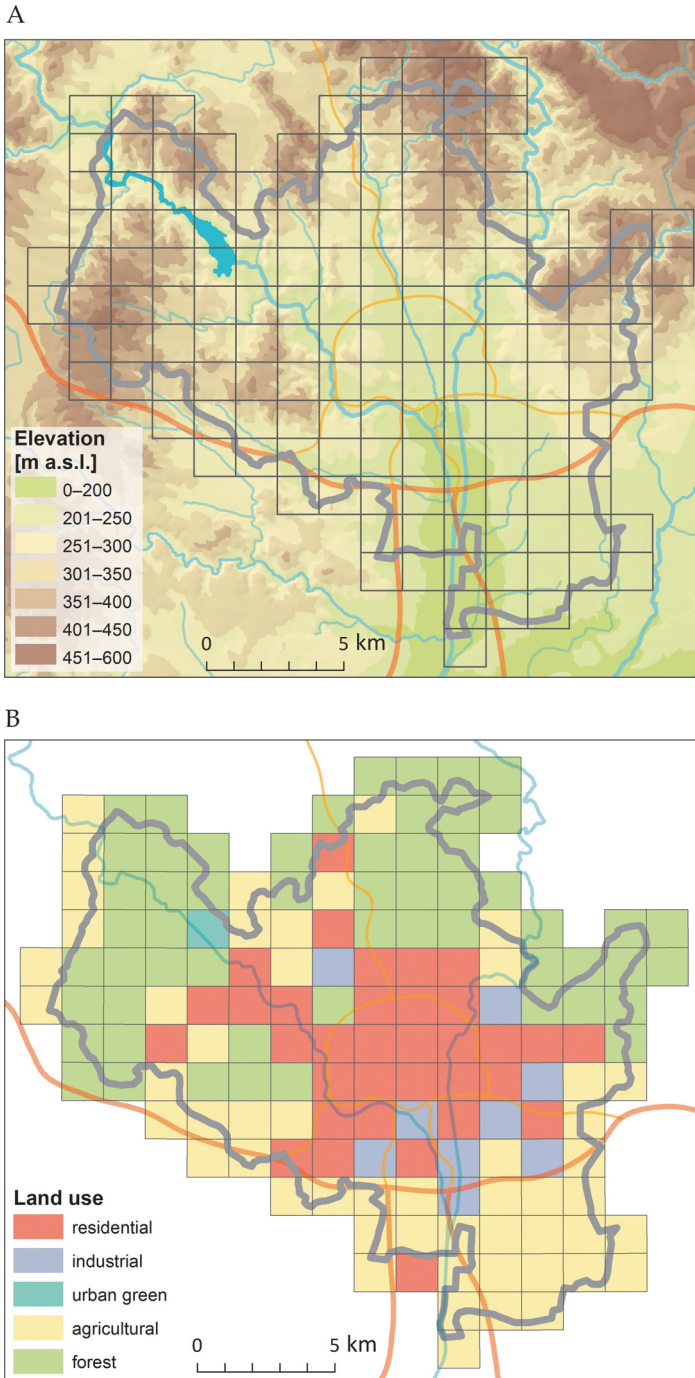 A
Elevation
[m a.s.l.]
0–200
201–250
251–300
301–350
351–400
401–450
451–600
0 5 km
B
Land use
residential
industrial
urban green
agricultural
forest
0 5 km